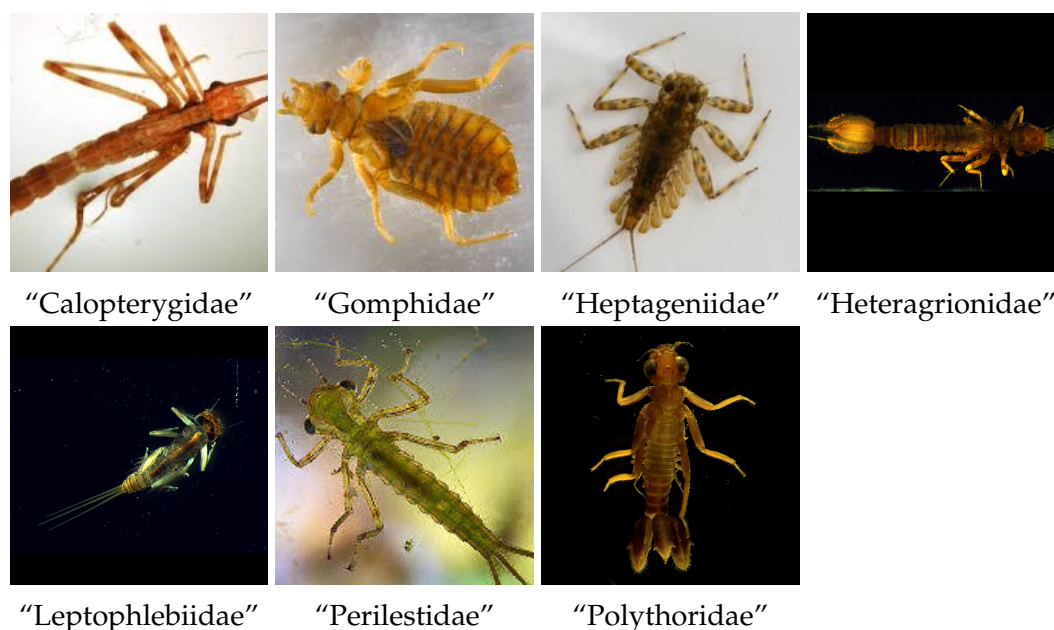 “Calopterygidae” “Gomphidae” “Heptageniidae” “Heteragrionidae”
“Leptophlebiidae” “Perilestidae” “Polythoridae”